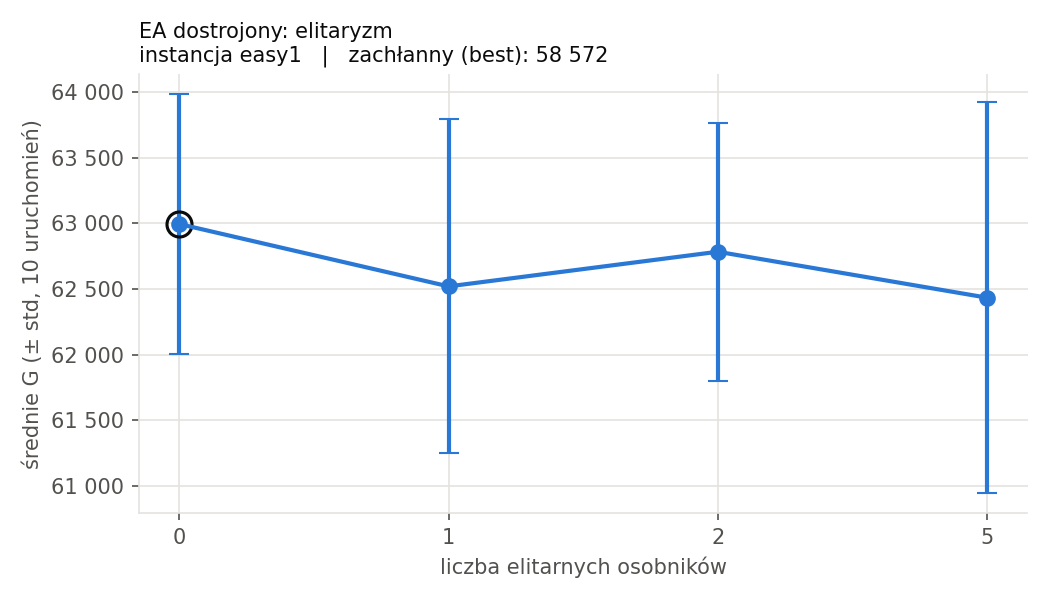 EA dostrojony: elitaryzm
instancja easy1 | zachłanny (best): 58 572
średnie G (± std, 10 uruchomień)
64 000
63 500
63 000
62 500
62 000
61 500
61 000
0 1 2 5
liczba elitarnych osobników